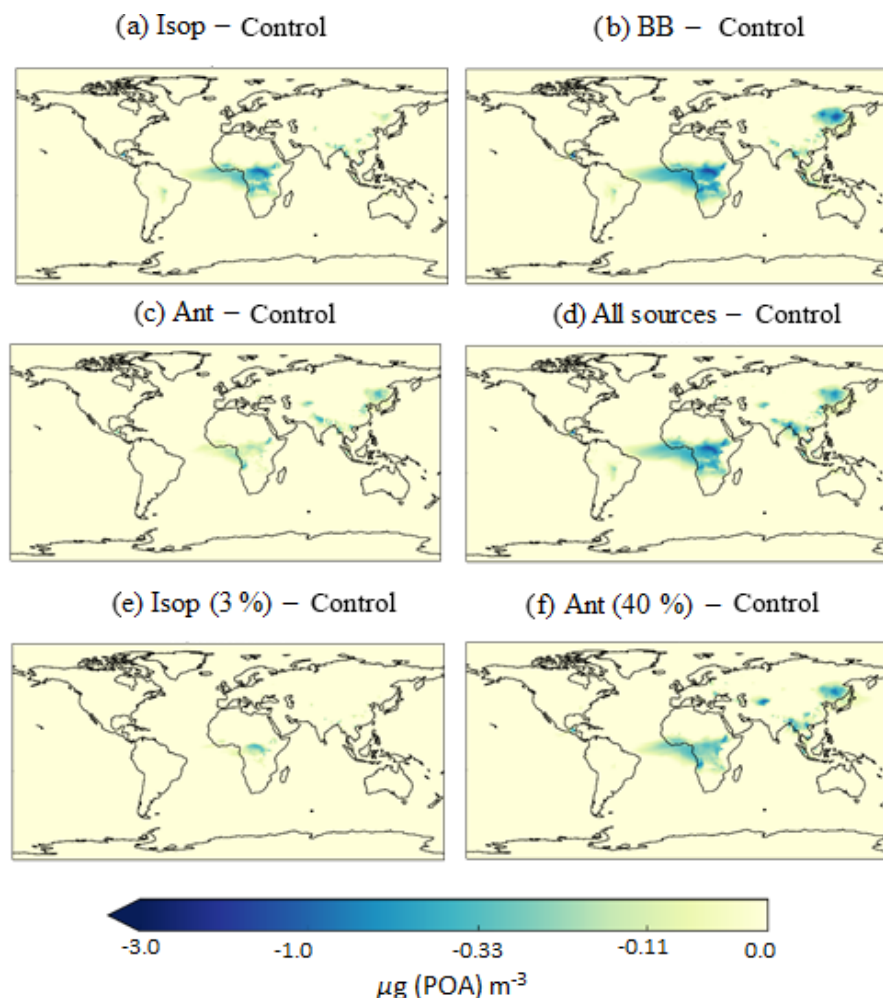 (a) Isop – Control
(b) BB – Control
(c) Ant – Control
(d) All sources – Control
(e) Isop (3 %) – Control
(f) Ant (40 %) – Control
-3.0 -1.0 -0.33 -0.11 0.0
μg (POA) m⁻³